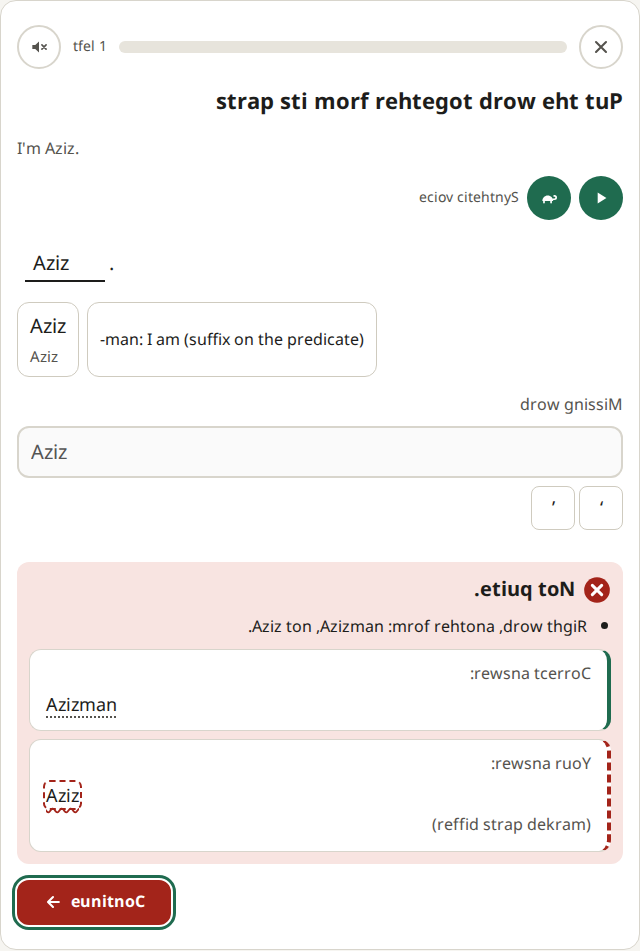 tfel 1
strap sti morf rehtegot drow eht tuP
I'm Aziz.
eciov citehtnyS
Aziz .
Aziz
Aziz
-man: I am (suffix on the predicate)
drow gnissiM
Aziz
ʼ ʻ
.etiuq toN
• .Aziz ton ,Azizman :mrof rehtona ,drow thgiR
:rewsna tcerroC
Azizman
:rewsna ruoY
Aziz
(reffid strap dekram)
← eunitnoC